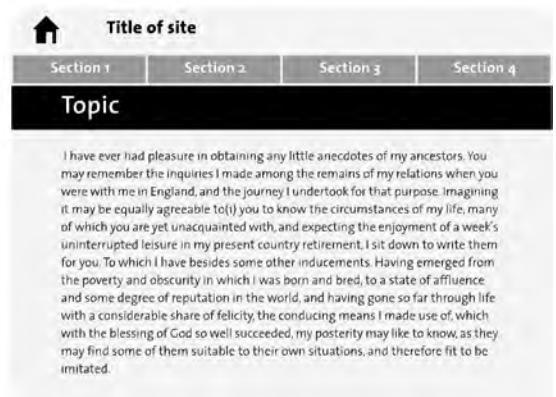 Title of site
Section 1 Section 2 Section 3 Section 4
Topic
I have ever had pleasure in obtaining any little anecdotes of my ancestors. You
may remember the inquiries I made among the remains of my relations when you
were with me in England, and the journey I undertook for that purpose. Imagining
it may be equally agreeable to(1) you to know the circumstances of my life, many
of which you are yet unacquainted with, and expecting the enjoyment of a week's
uninterrupted leisure in my present country retirement, I sit down to write them
for you. To which I have besides some other inducements. Having emerged from
the poverty and obscurity in which I was born and bred, to a state of affluence
and some degree of reputation in the world, and having gone so far through life
with a considerable share of felicity, the conducing means I made use of, which
with the blessing of God so well succeeded, my posterity may like to know, as they
may find some of them suitable to their own situations, and therefore fit to be
imitated.